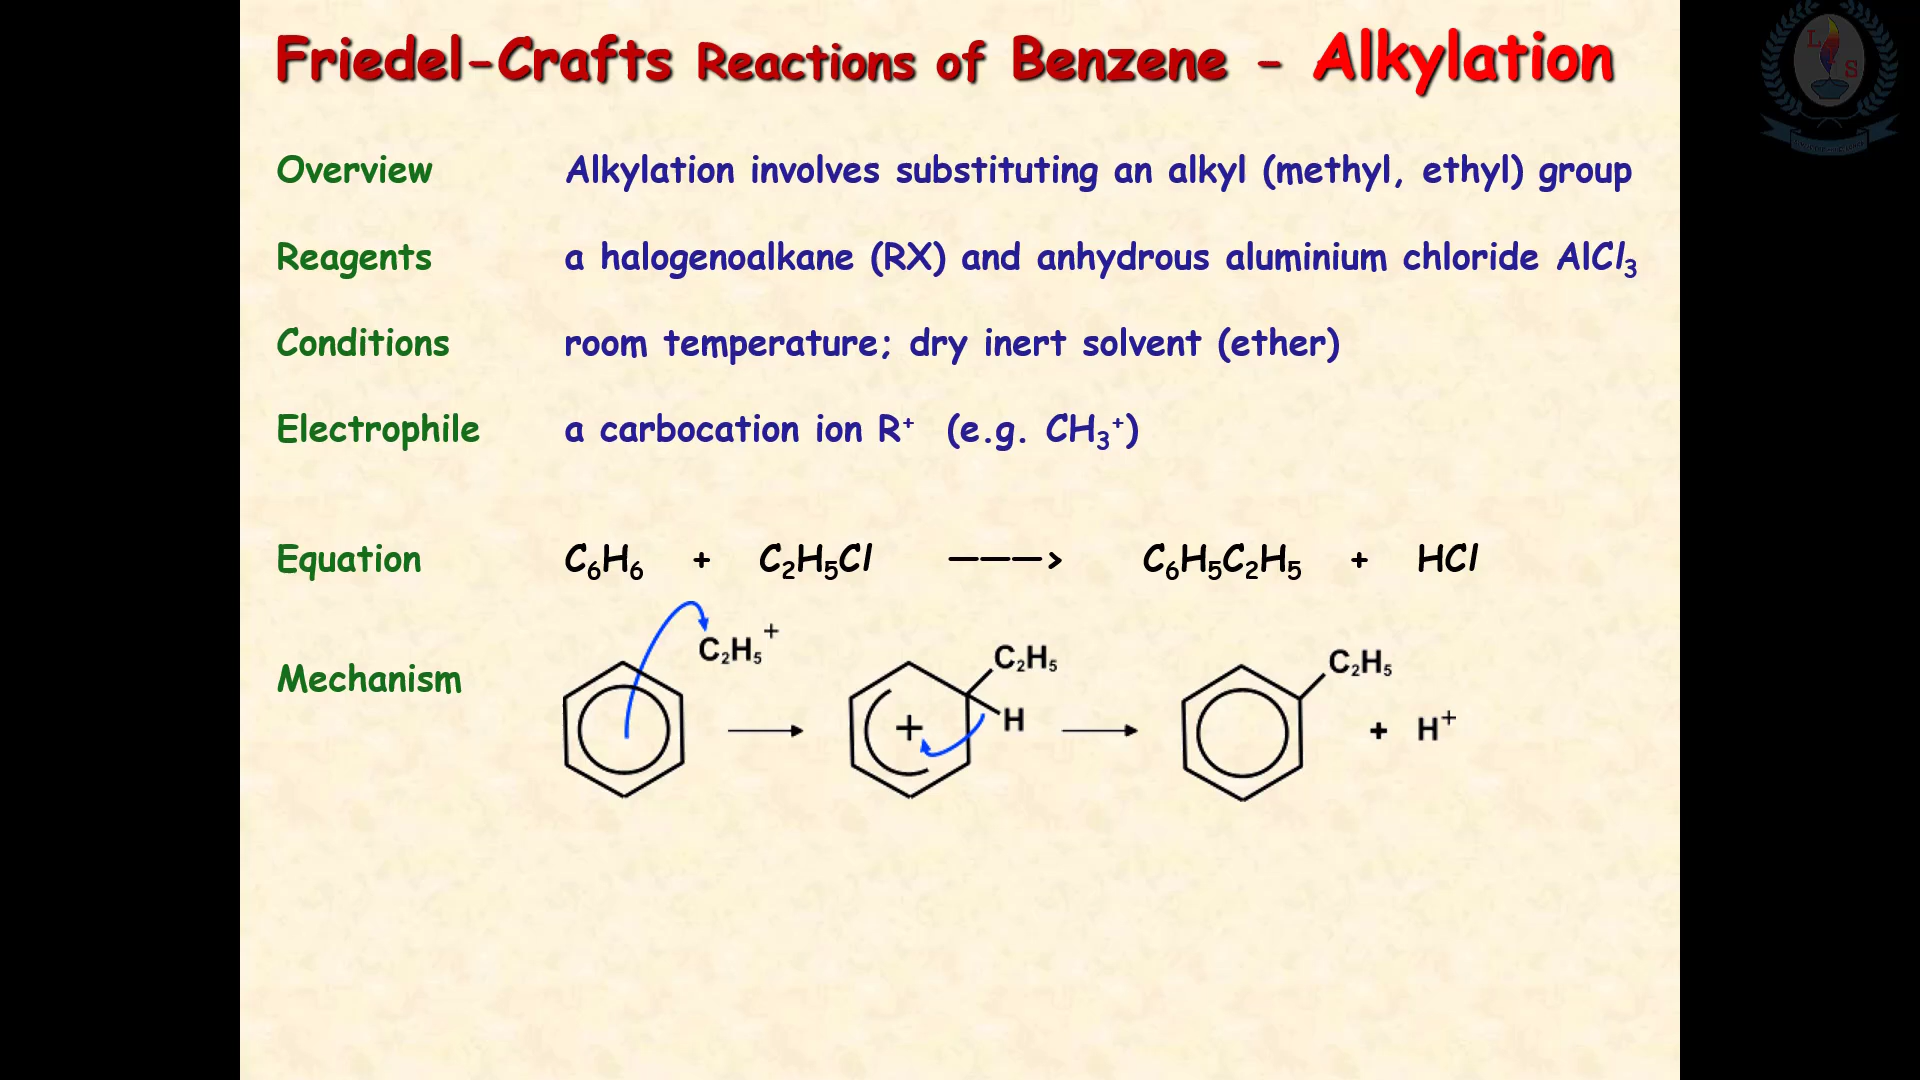 Friedel-Crafts Reactions of Benzene - Alkylation
Overview Alkylation involves substituting an alkyl (methyl, ethyl) group
Reagents a halogenoalkane (RX) and anhydrous aluminium chloride AlCl₃
Conditions room temperature; dry inert solvent (ether)
Electrophile a carbocation ion R⁺ (e.g. CH₃⁺)
Equation C₆H₆ + C₂H₅Cl ———> C₆H₅C₂H₅ + HCl
Mechanism
C₂H₅⁺
+
C₂H₅
H
C₂H₅
+ H⁺
L
S